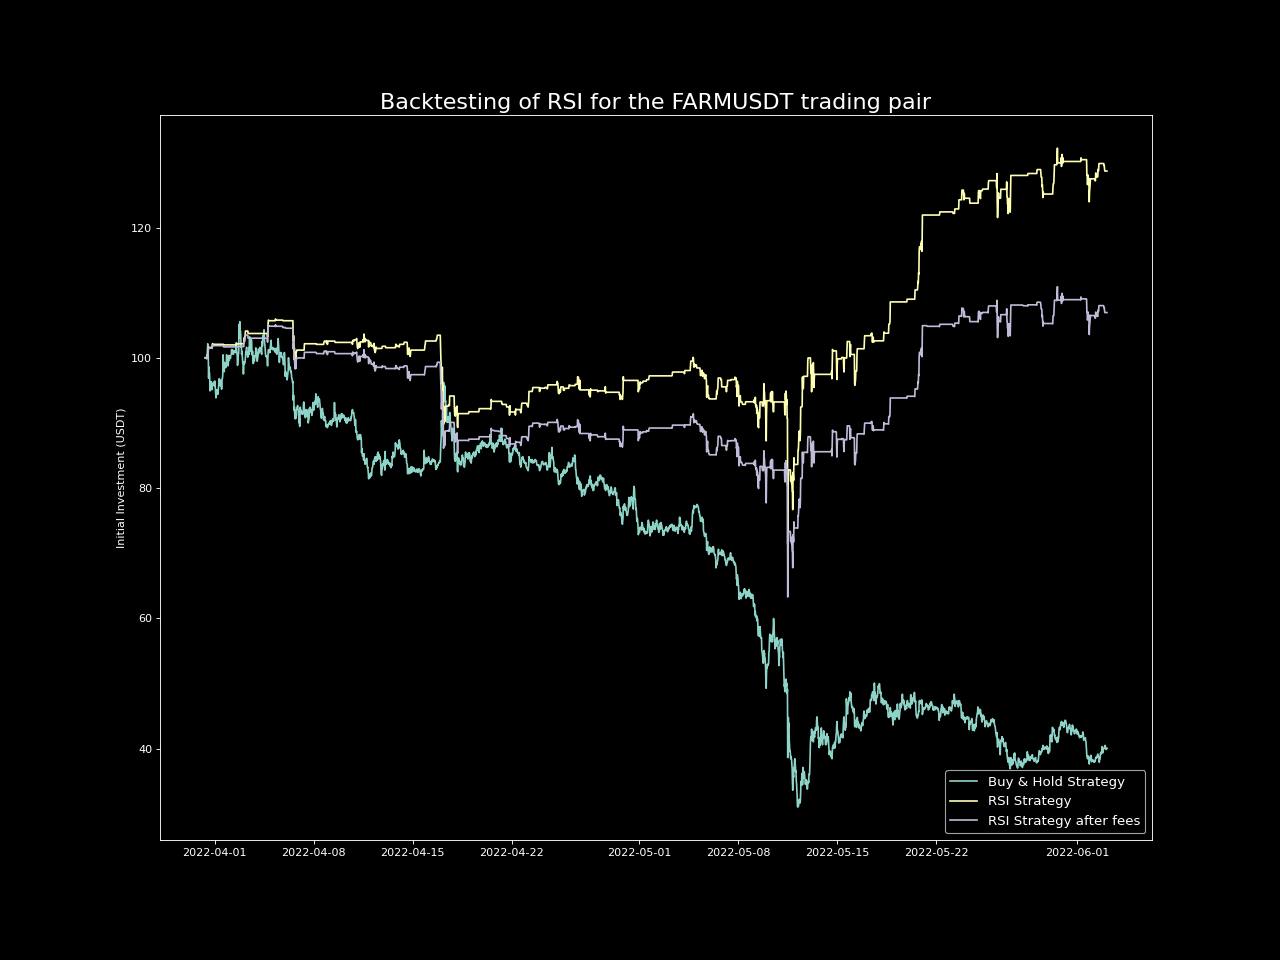 Backtesting of RSI for the FARMUSDT trading pair
Initial Investment (USDT)
120
100
80
60
40
2022-04-01 2022-04-08 2022-04-15 2022-04-22 2022-05-01 2022-05-08 2022-05-15 2022-05-22 2022-06-01
Buy & Hold Strategy
RSI Strategy
RSI Strategy after fees